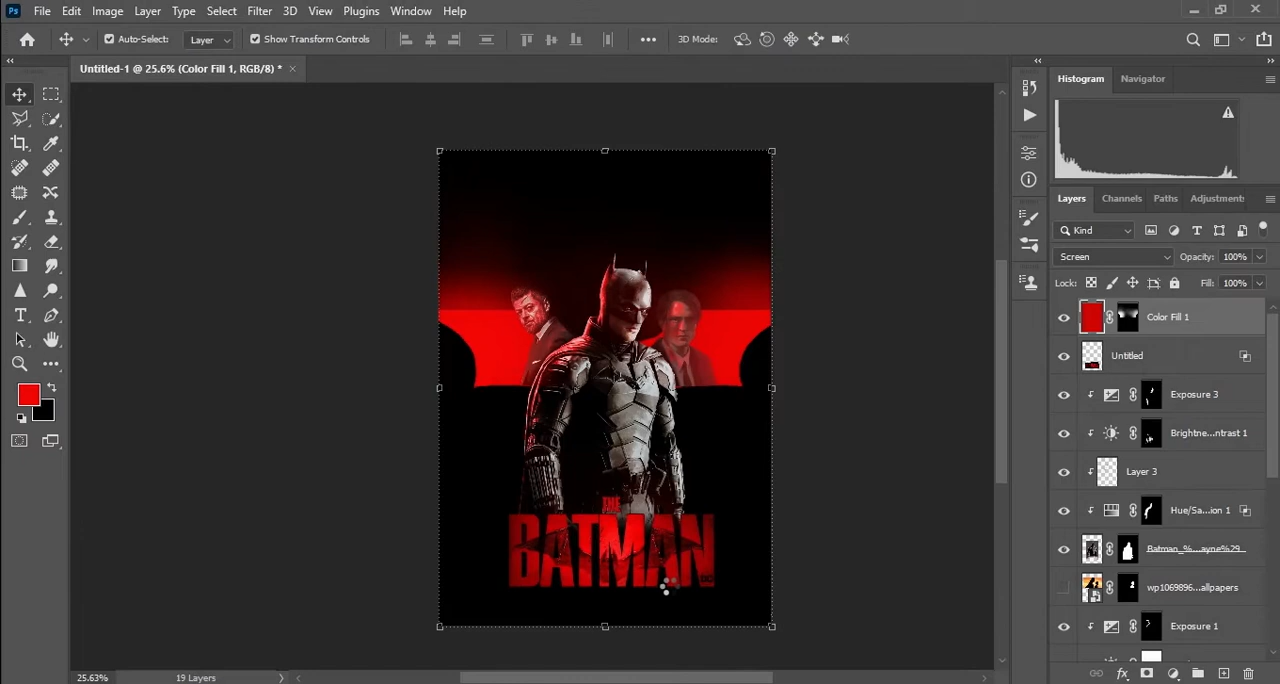 Ps File Edit Image Layer Type Select Filter 3D View Plugins Window Help
Auto-Select: Layer Show Transform Controls 3D Mode:
Untitled-1 @ 25.6% (Color Fill 1, RGB/8) *
Histogram Navigator
Layers Channels Paths Adjustments
Kind
Screen Opacity: 100%
Lock: Fill: 100%
Color Fill 1
Untitled
Exposure 3
Brightne...ntrast 1
Layer 3
Hue/Sa...ion 1
Batman_%...ayne%29...
wp1069896...allpapers
Exposure 1
THE
BATMAN
DC
25.63% 19 Layers